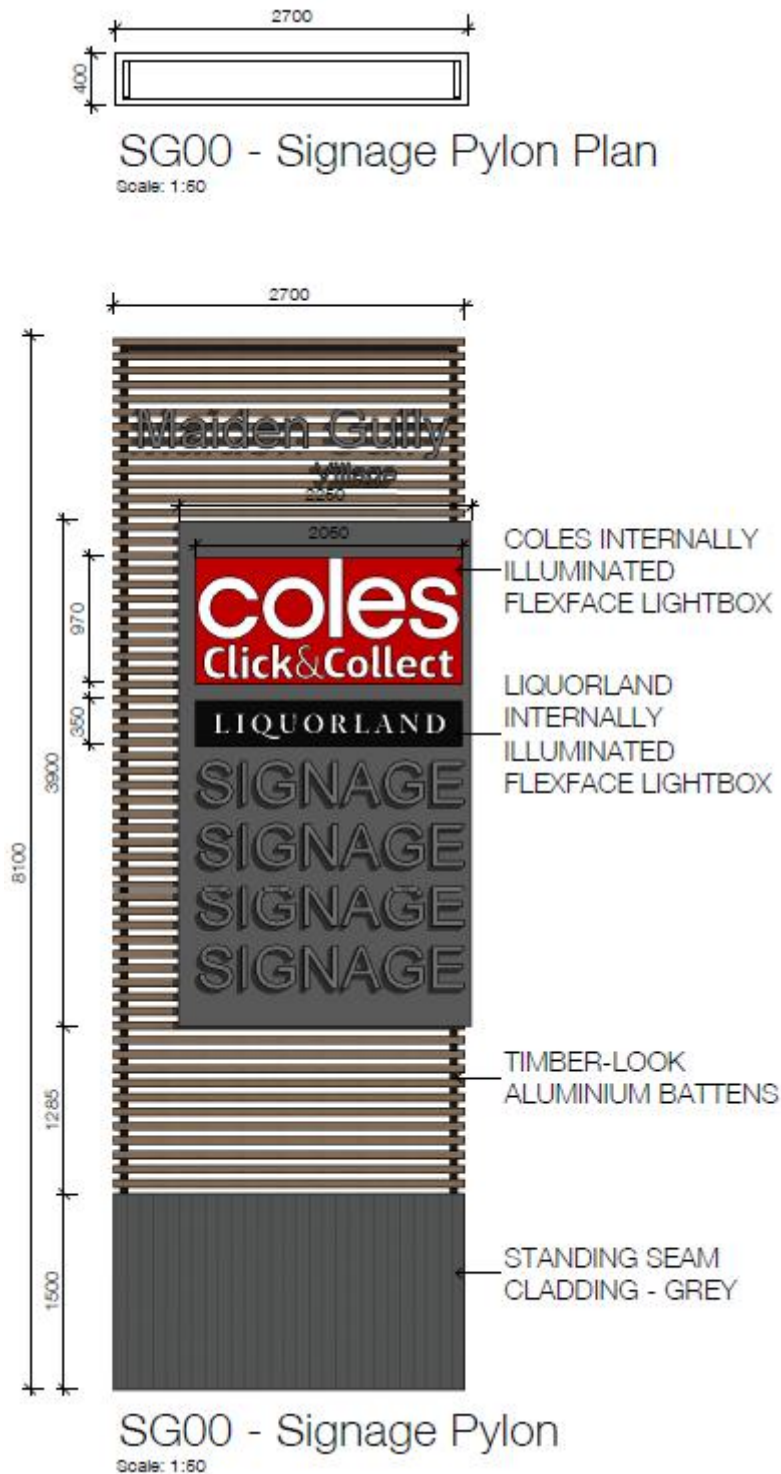 2700
400
SG00 - Signage Pylon Plan
Scale: 1:50
2700
Maiden Gully
Village
2250
2050
coles
Click&Collect
COLES INTERNALLY
ILLUMINATED
FLEXFACE LIGHTBOX
970
LIQUORLAND
LIQUORLAND
INTERNALLY
ILLUMINATED
FLEXFACE LIGHTBOX
350
SIGNAGE
SIGNAGE
SIGNAGE
SIGNAGE
3900
8100
TIMBER-LOOK
ALUMINIUM BATTENS
1285
STANDING SEAM
CLADDING - GREY
1500
SG00 - Signage Pylon
Scale: 1:50